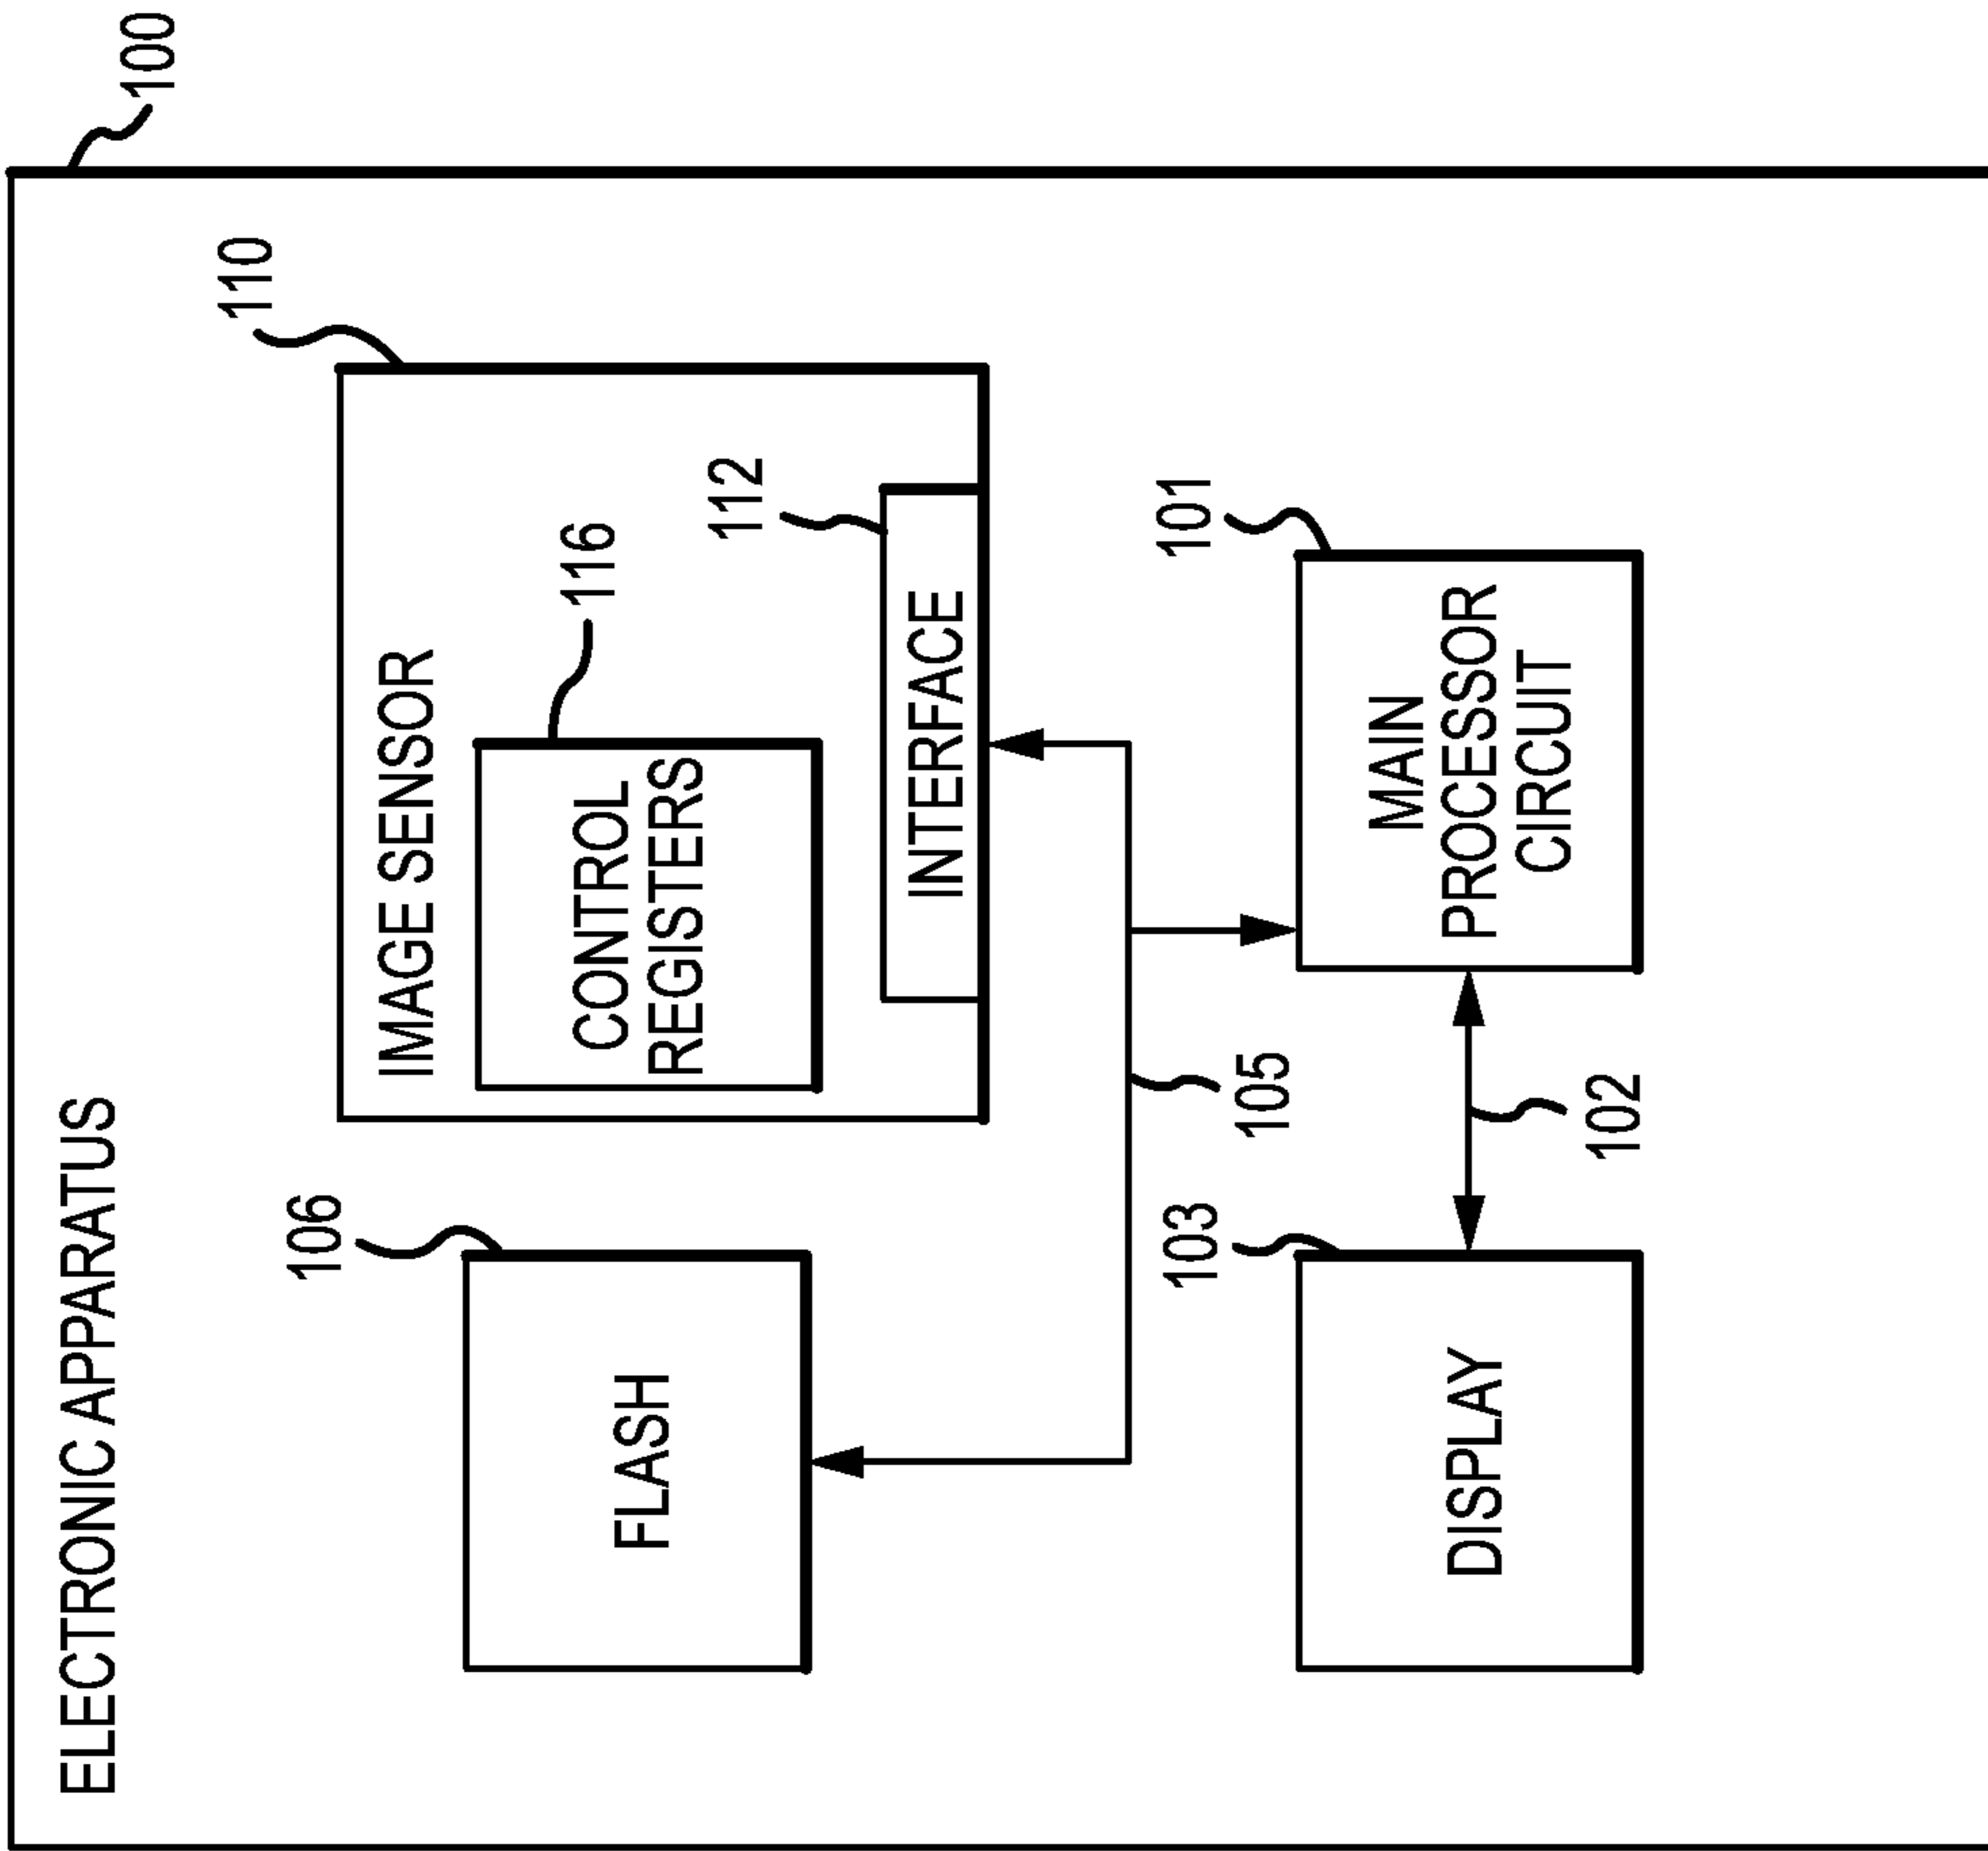 ELECTRONIC APPARATUS
100
106
FLASH
IMAGE SENSOR
110
CONTROL
REGISTERS
116
112
INTERFACE
105
103
DISPLAY
102
101
MAIN
PROCESSOR
CIRCUIT